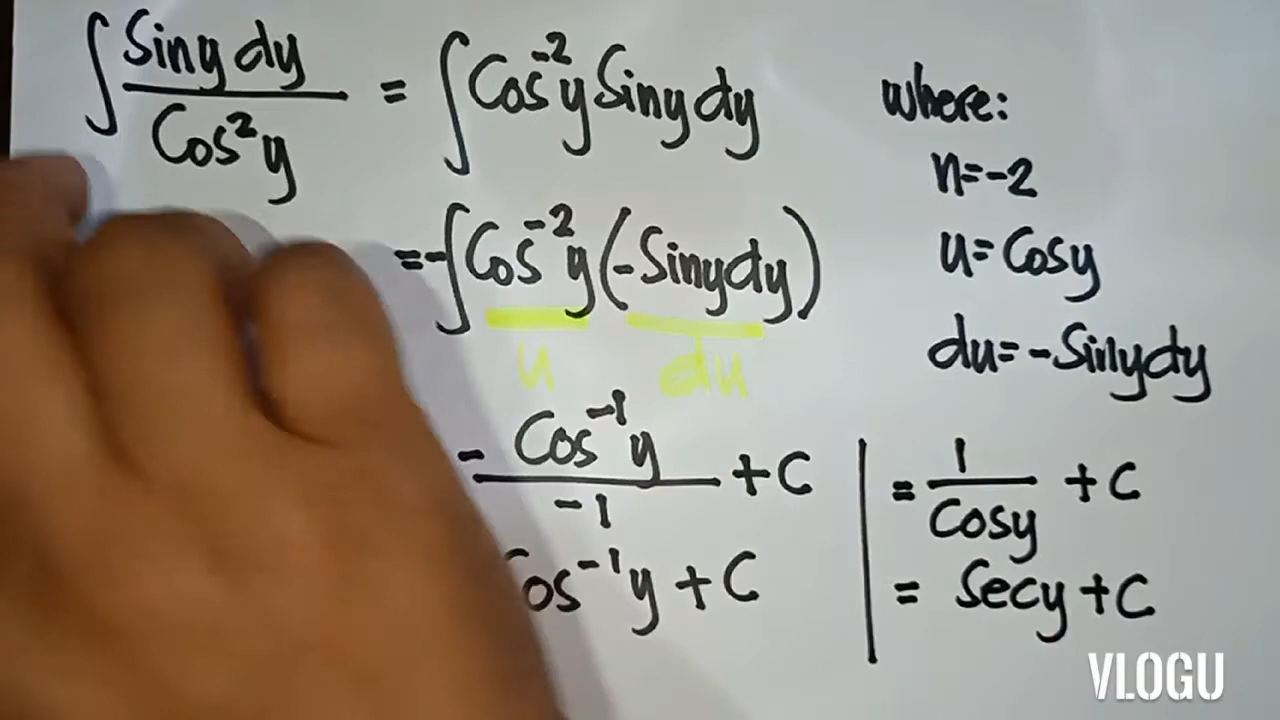 ∫ Siny dy / Cos²y = ∫ Cos⁻²y Siny dy
= -∫ Cos⁻²y (-Siny dy)
u du
- Cos⁻¹y / -1 + C
os⁻¹y + C
where:
n=-2
u=Cosy
du=-Sinydy
= 1 / Cosy + C
= Secy + C
VLOGU